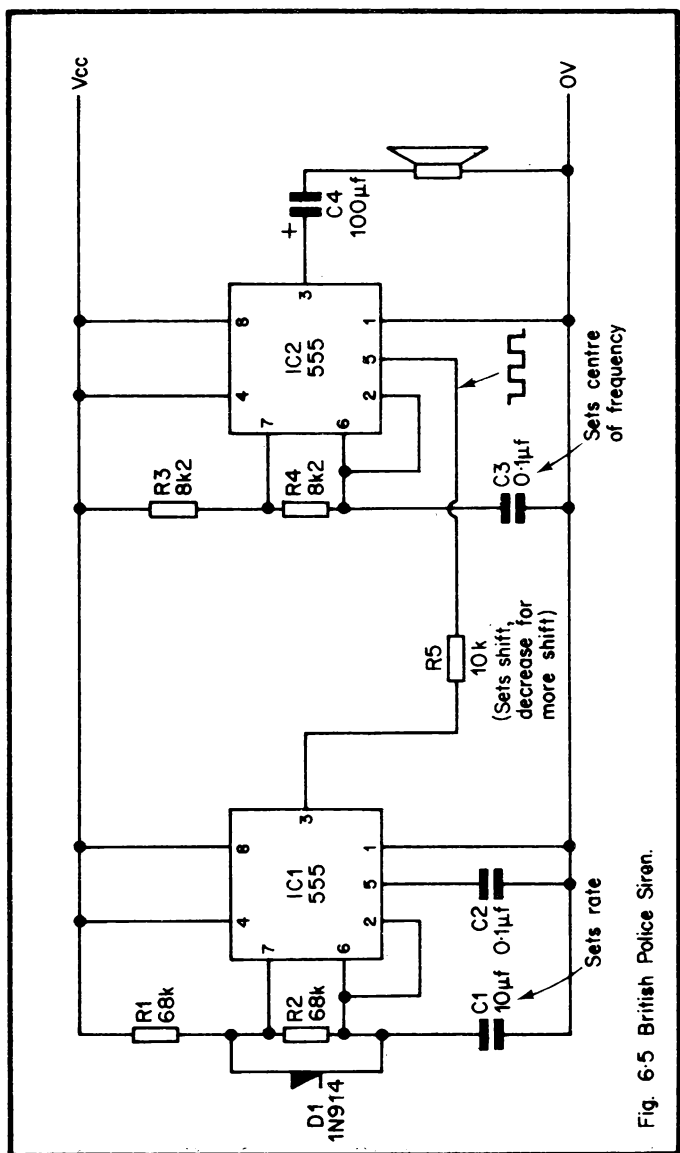 Vcc
R1
68k
D1
1N914
R2
68k
7
6
4
8
IC1
555
3
2
5
1
C1
10µf
C2
0·1µf
Sets rate
R5
10k
(Sets shift,
decrease for
more shift)
R3
8k2
R4
8k2
7
6
4
8
IC2
555
3
2
5
1
C3
0·1µf
Sets centre
of frequency
+
C4
100µf
0V
Fig. 6·5 British Police Siren.